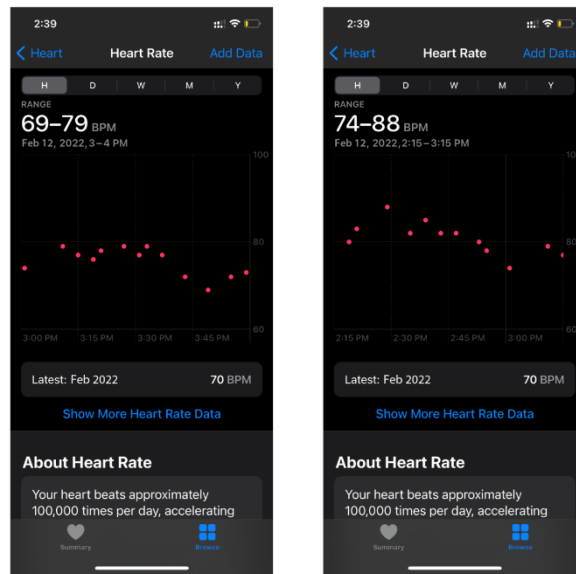 2:39
Heart
Heart Rate
Add Data
H D W M Y
RANGE
69–79 BPM
Feb 12, 2022, 3–4 PM
100
80
60
3:00 PM 3:15 PM 3:30 PM 3:45 PM
Latest: Feb 2022 70 BPM
Show More Heart Rate Data
About Heart Rate
Your heart beats approximately
100,000 times per day, accelerating
Summary
Browse
2:39
Heart
Heart Rate
Add Data
H D W M Y
RANGE
74–88 BPM
Feb 12, 2022, 2:15–3:15 PM
100
80
60
2:15 PM 2:30 PM 2:45 PM 3:00 PM
Latest: Feb 2022 70 BPM
Show More Heart Rate Data
About Heart Rate
Your heart beats approximately
100,000 times per day, accelerating
Summary
Browse